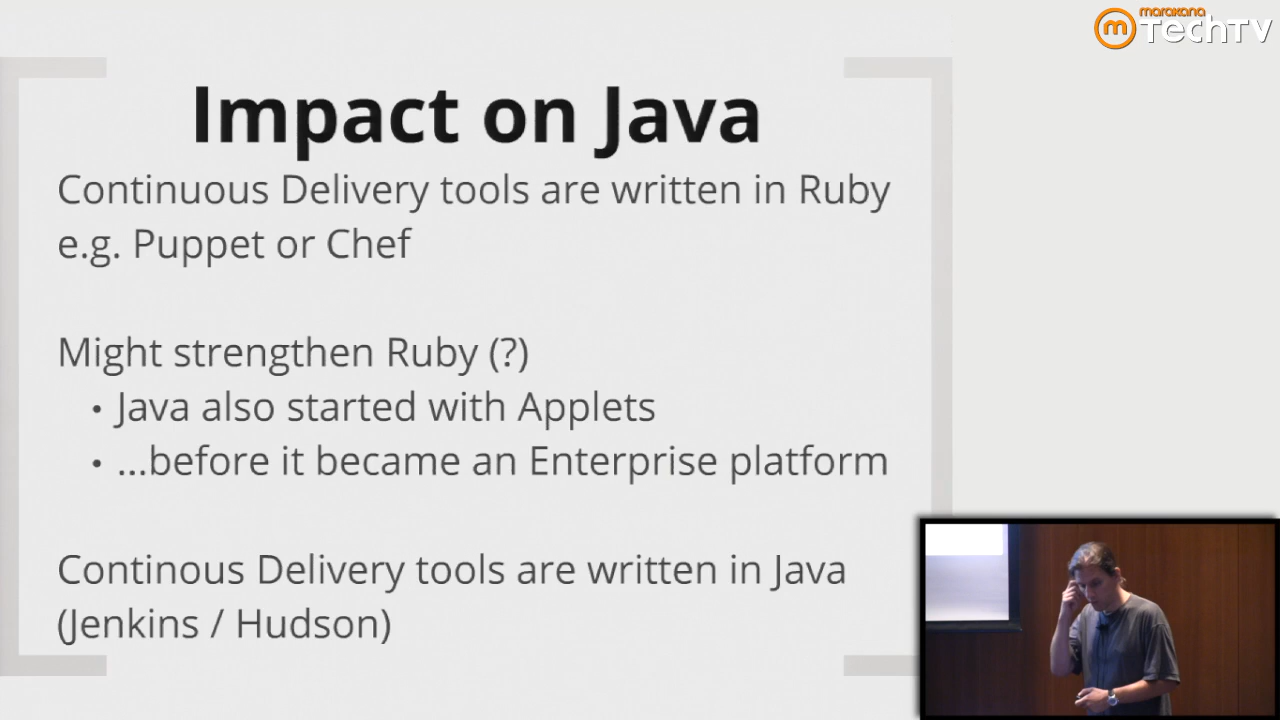 marakana
m TechTV
Impact on Java
Continuous Delivery tools are written in Ruby
e.g. Puppet or Chef
Might strengthen Ruby (?)
• Java also started with Applets
• ...before it became an Enterprise platform
Continous Delivery tools are written in Java
(Jenkins / Hudson)